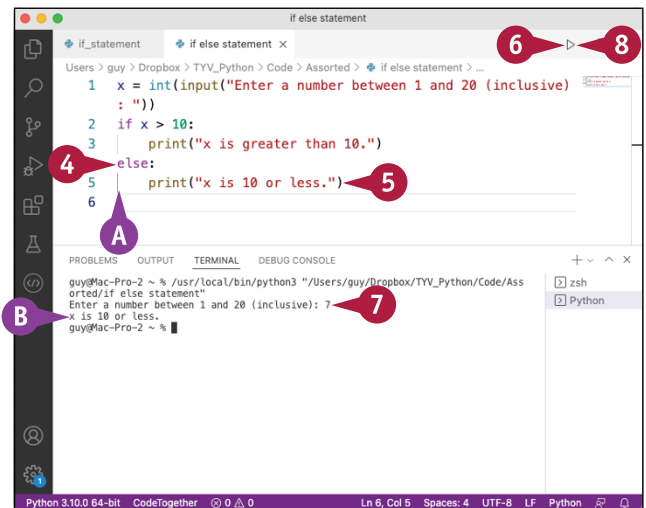 if else statement
if_statement
if else statement ×
6
8
Users > guy > Dropbox > TYV_Python > Code > Assorted > if else statement > ...
1 x = int(input("Enter a number between 1 and 20 (inclusive)
: "))
2 if x > 10:
3     print("x is greater than 10.")
4 else:
5     print("x is 10 or less.") 5
6
A
PROBLEMS OUTPUT TERMINAL DEBUG CONSOLE
guy@Mac-Pro-2 ~ % /usr/local/bin/python3 "/Users/guy/Dropbox/TYV_Python/Code/Ass
orted/if else statement"
Enter a number between 1 and 20 (inclusive): 7 7
B x is 10 or less.
guy@Mac-Pro-2 ~ %
zsh
Python
1
Python 3.10.0 64-bit CodeTogether 0 0 Ln 6, Col 5 Spaces: 4 UTF-8 LF Python